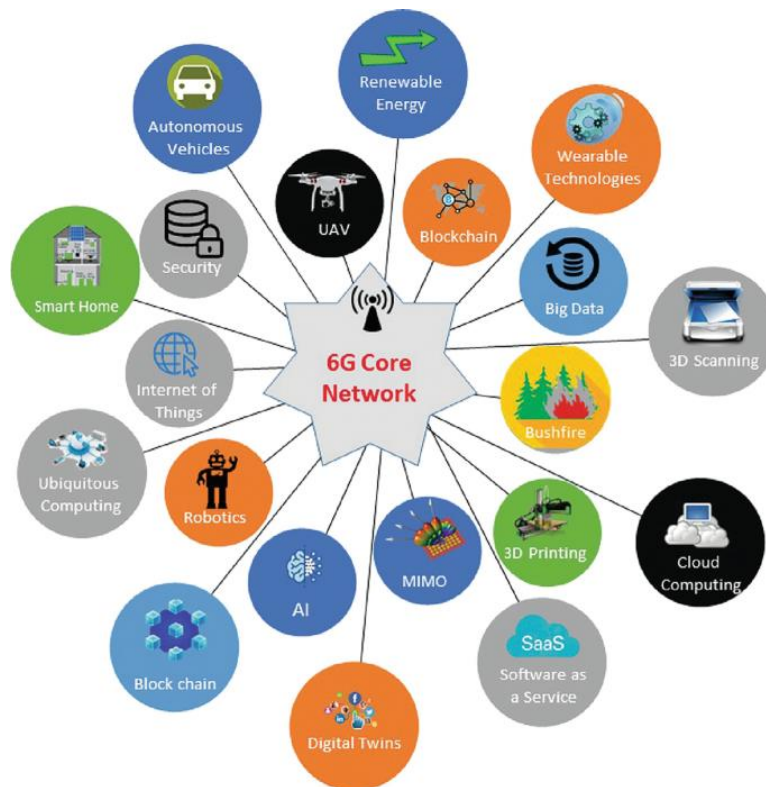 Renewable
Energy
Autonomous
Vehicles
Wearable
Technologies
UAV
Blockchain
Security
Big Data
Smart Home
3D Scanning
6G Core
Network
Internet of
Things
Bushfire
Ubiquitous
Computing
Robotics
3D Printing
Cloud
Computing
MIMO
AI
SaaS
Software as
a Service
Block chain
Digital Twins